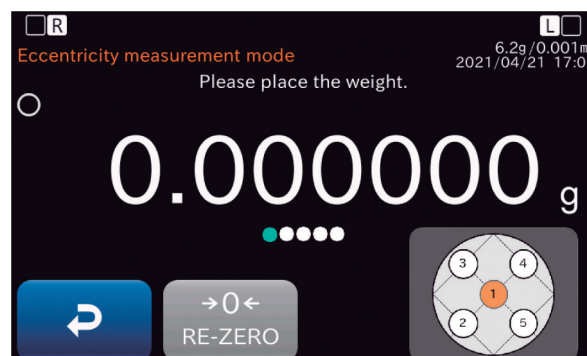 R L
6.2g/0.001m
Eccentricity measurement mode
2021/04/21 17:0
Please place the weight.
0.000000 g
3 4
1
→0←
RE-ZERO
2 5